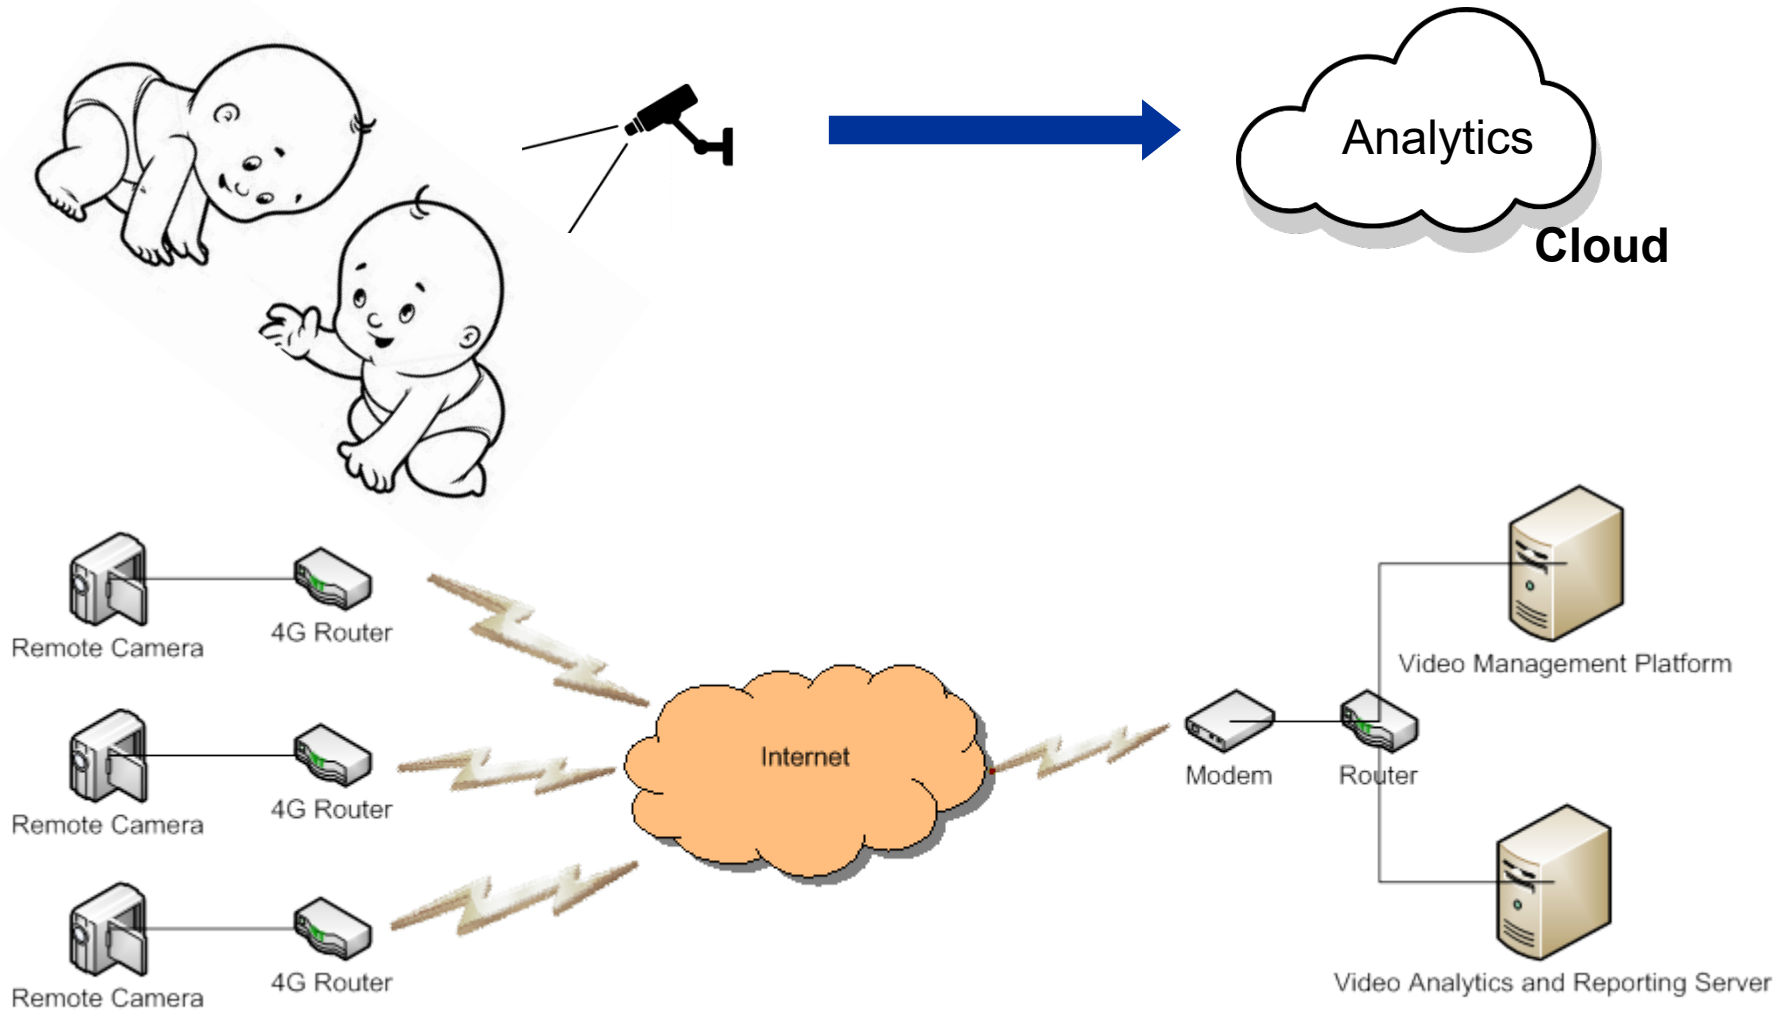 Analytics
Cloud
Remote Camera
4G Router
Video Management Platform
Internet
Remote Camera
4G Router
Modem
Router
Remote Camera
4G Router
Video Analytics and Reporting Server